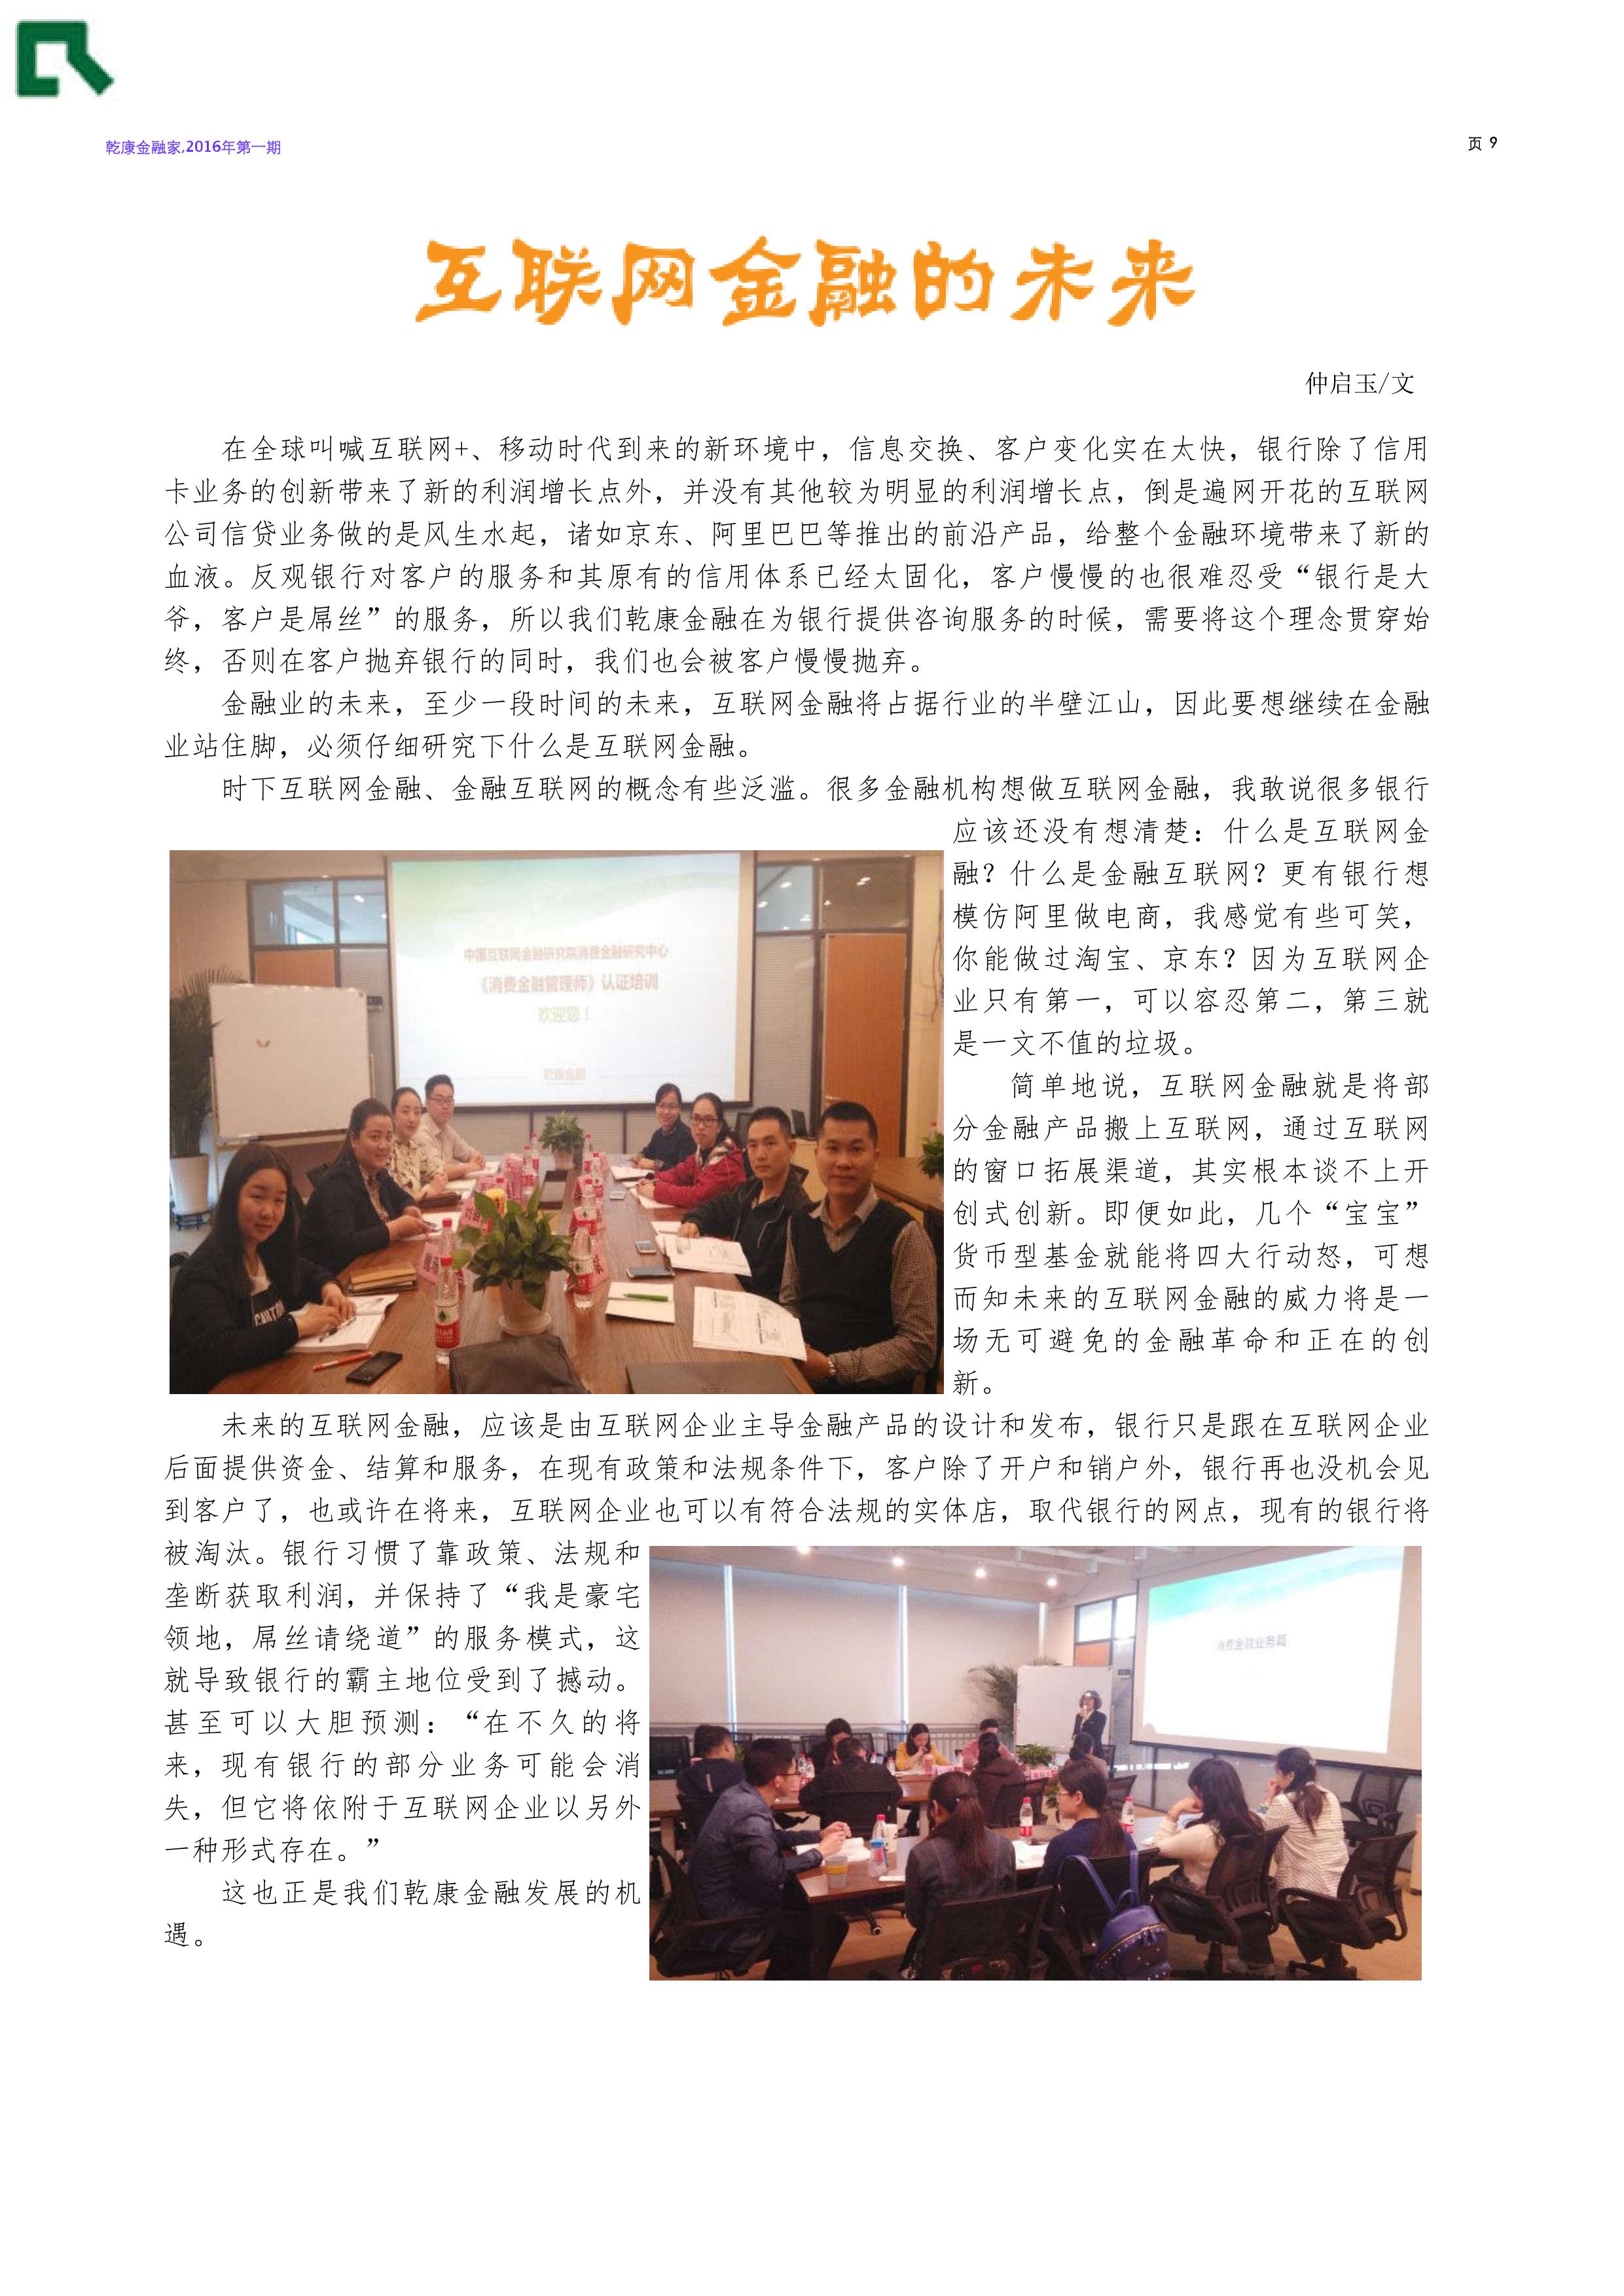 乾康金融家,2016年第一期
页 9
互联网金融的未来
仲启玉/文
在全球叫喊互联网+、移动时代到来的新环境中，信息交换、客户变化实在太快，银行除了信用
卡业务的创新带来了新的利润增长点外，并没有其他较为明显的利润增长点，倒是遍网开花的互联网
公司信贷业务做的是风生水起，诸如京东、阿里巴巴等推出的前沿产品，给整个金融环境带来了新的
血液。反观银行对客户的服务和其原有的信用体系已经太固化，客户慢慢的也很难忍受“银行是大
爷，客户是屌丝”的服务，所以我们乾康金融在为银行提供咨询服务的时候，需要将这个理念贯穿始
终，否则在客户抛弃银行的同时，我们也会被客户慢慢抛弃。
金融业的未来，至少一段时间的未来，互联网金融将占据行业的半壁江山，因此要想继续在金融
业站住脚，必须仔细研究下什么是互联网金融。
时下互联网金融、金融互联网的概念有些泛滥。很多金融机构想做互联网金融，我敢说很多银行
应该还没有想清楚：什么是互联网金
融？什么是金融互联网？更有银行想
模仿阿里做电商，我感觉有些可笑，
你能做过淘宝、京东？因为互联网企
业只有第一，可以容忍第二，第三就
是一文不值的垃圾。
简单地说，互联网金融就是将部
分金融产品搬上互联网，通过互联网
的窗口拓展渠道，其实根本谈不上开
创式创新。即便如此，几个“宝宝”
货币型基金就能将四大行动怒，可想
而知未来的互联网金融的威力将是一
场无可避免的金融革命和正在的创
新。
中国互联网金融研究院消费金融研究中心
《消费金融管理师》认证培训
欢迎您！
乾康金融
未来的互联网金融，应该是由互联网企业主导金融产品的设计和发布，银行只是跟在互联网企业
后面提供资金、结算和服务，在现有政策和法规条件下，客户除了开户和销户外，银行再也没机会见
到客户了，也或许在将来，互联网企业也可以有符合法规的实体店，取代银行的网点，现有的银行将
被淘汰。银行习惯了靠政策、法规和
垄断获取利润，并保持了“我是豪宅
领地，屌丝请绕道”的服务模式，这
就导致银行的霸主地位受到了撼动。
甚至可以大胆预测：“在不久的将
来，现有银行的部分业务可能会消
失，但它将依附于互联网企业以另外
一种形式存在。”
这也正是我们乾康金融发展的机
遇。
消费金融业务篇